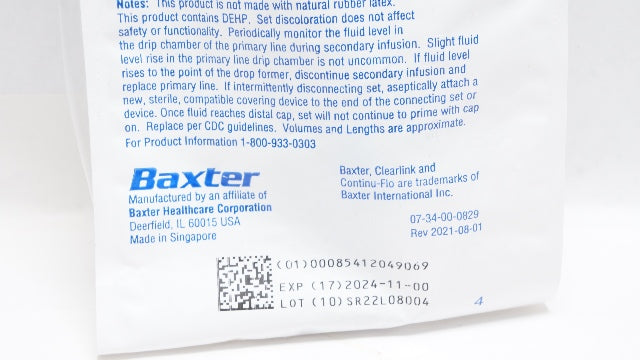 Notes: This product is not made with natural rubber latex.
This product contains DEHP. Set discoloration does not affect
safety or functionality. Periodically monitor the fluid level in
the drip chamber of the primary line during secondary infusion. Slight fluid
level rise in the primary line drip chamber is not uncommon. If fluid level
rises to the point of the drop former, discontinue secondary infusion and
replace primary line. If intermittently disconnecting set, aseptically attach a
new, sterile, compatible covering device to the end of the connecting set or
device. Once fluid reaches distal cap, set will not continue to prime with cap
on. Replace per CDC guidelines. Volumes and Lengths are approximate.
For Product Information 1-800-933-0303
Baxter
Manufactured by an affiliate of
Baxter Healthcare Corporation
Deerfield, IL 60015 USA
Made in Singapore
Baxter, Clearlink and
Continu-Flo are trademarks of
Baxter International Inc.
07-34-00-0829
Rev 2021-08-01
(01)00085412049069
EXP (17)2024-11-00
LOT (10)SR22L08004
4